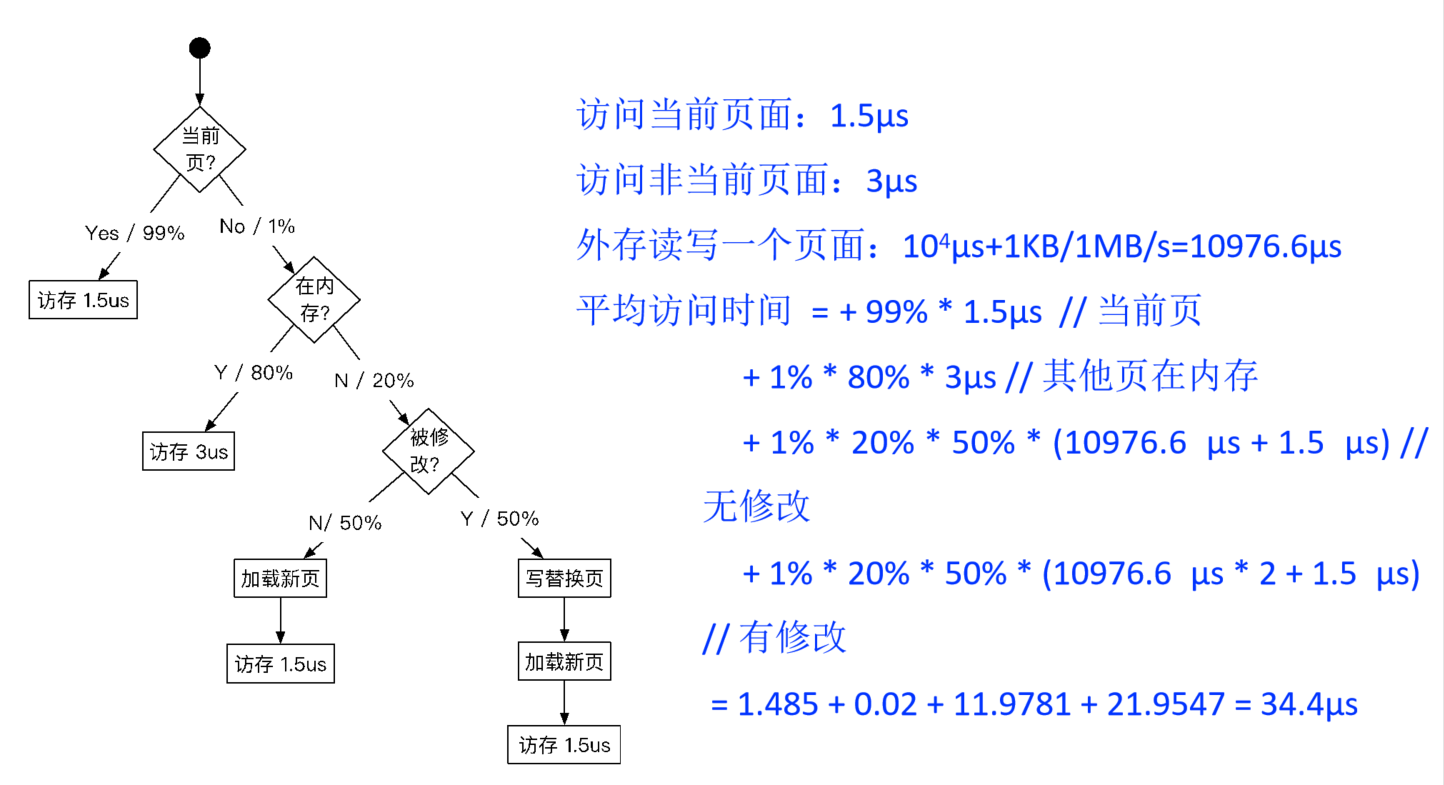 当前
页?
Yes / 99%
No / 1%
访存 1.5us
在内
存?
Y / 80%
N / 20%
访存 3us
被修
改?
N/ 50%
Y / 50%
加载新页
写替换页
访存 1.5us
加载新页
访存 1.5us
访问当前页面：1.5μs
访问非当前页面：3μs
外存读写一个页面：10⁴μs+1KB/1MB/s=10976.6μs
平均访问时间 = + 99% * 1.5μs // 当前页
+ 1% * 80% * 3μs // 其他页在内存
+ 1% * 20% * 50% * (10976.6 μs + 1.5 μs) //
无修改
+ 1% * 20% * 50% * (10976.6 μs * 2 + 1.5 μs)
// 有修改
= 1.485 + 0.02 + 11.9781 + 21.9547 = 34.4μs